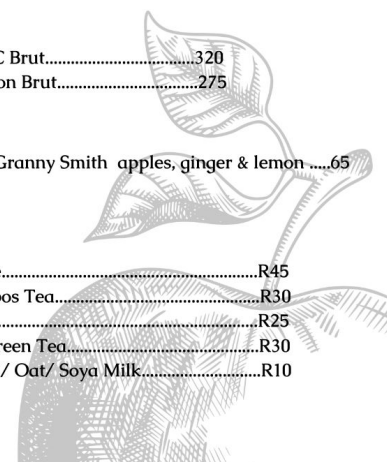 C Brut..................................320
on Brut................................275
Granny Smith apples, ginger & lemon .....65
e..........................................................R45
oos Tea...............................................R30
...........................................................R25
reen Tea............................................R30
/ Oat/ Soya Milk...........................R10